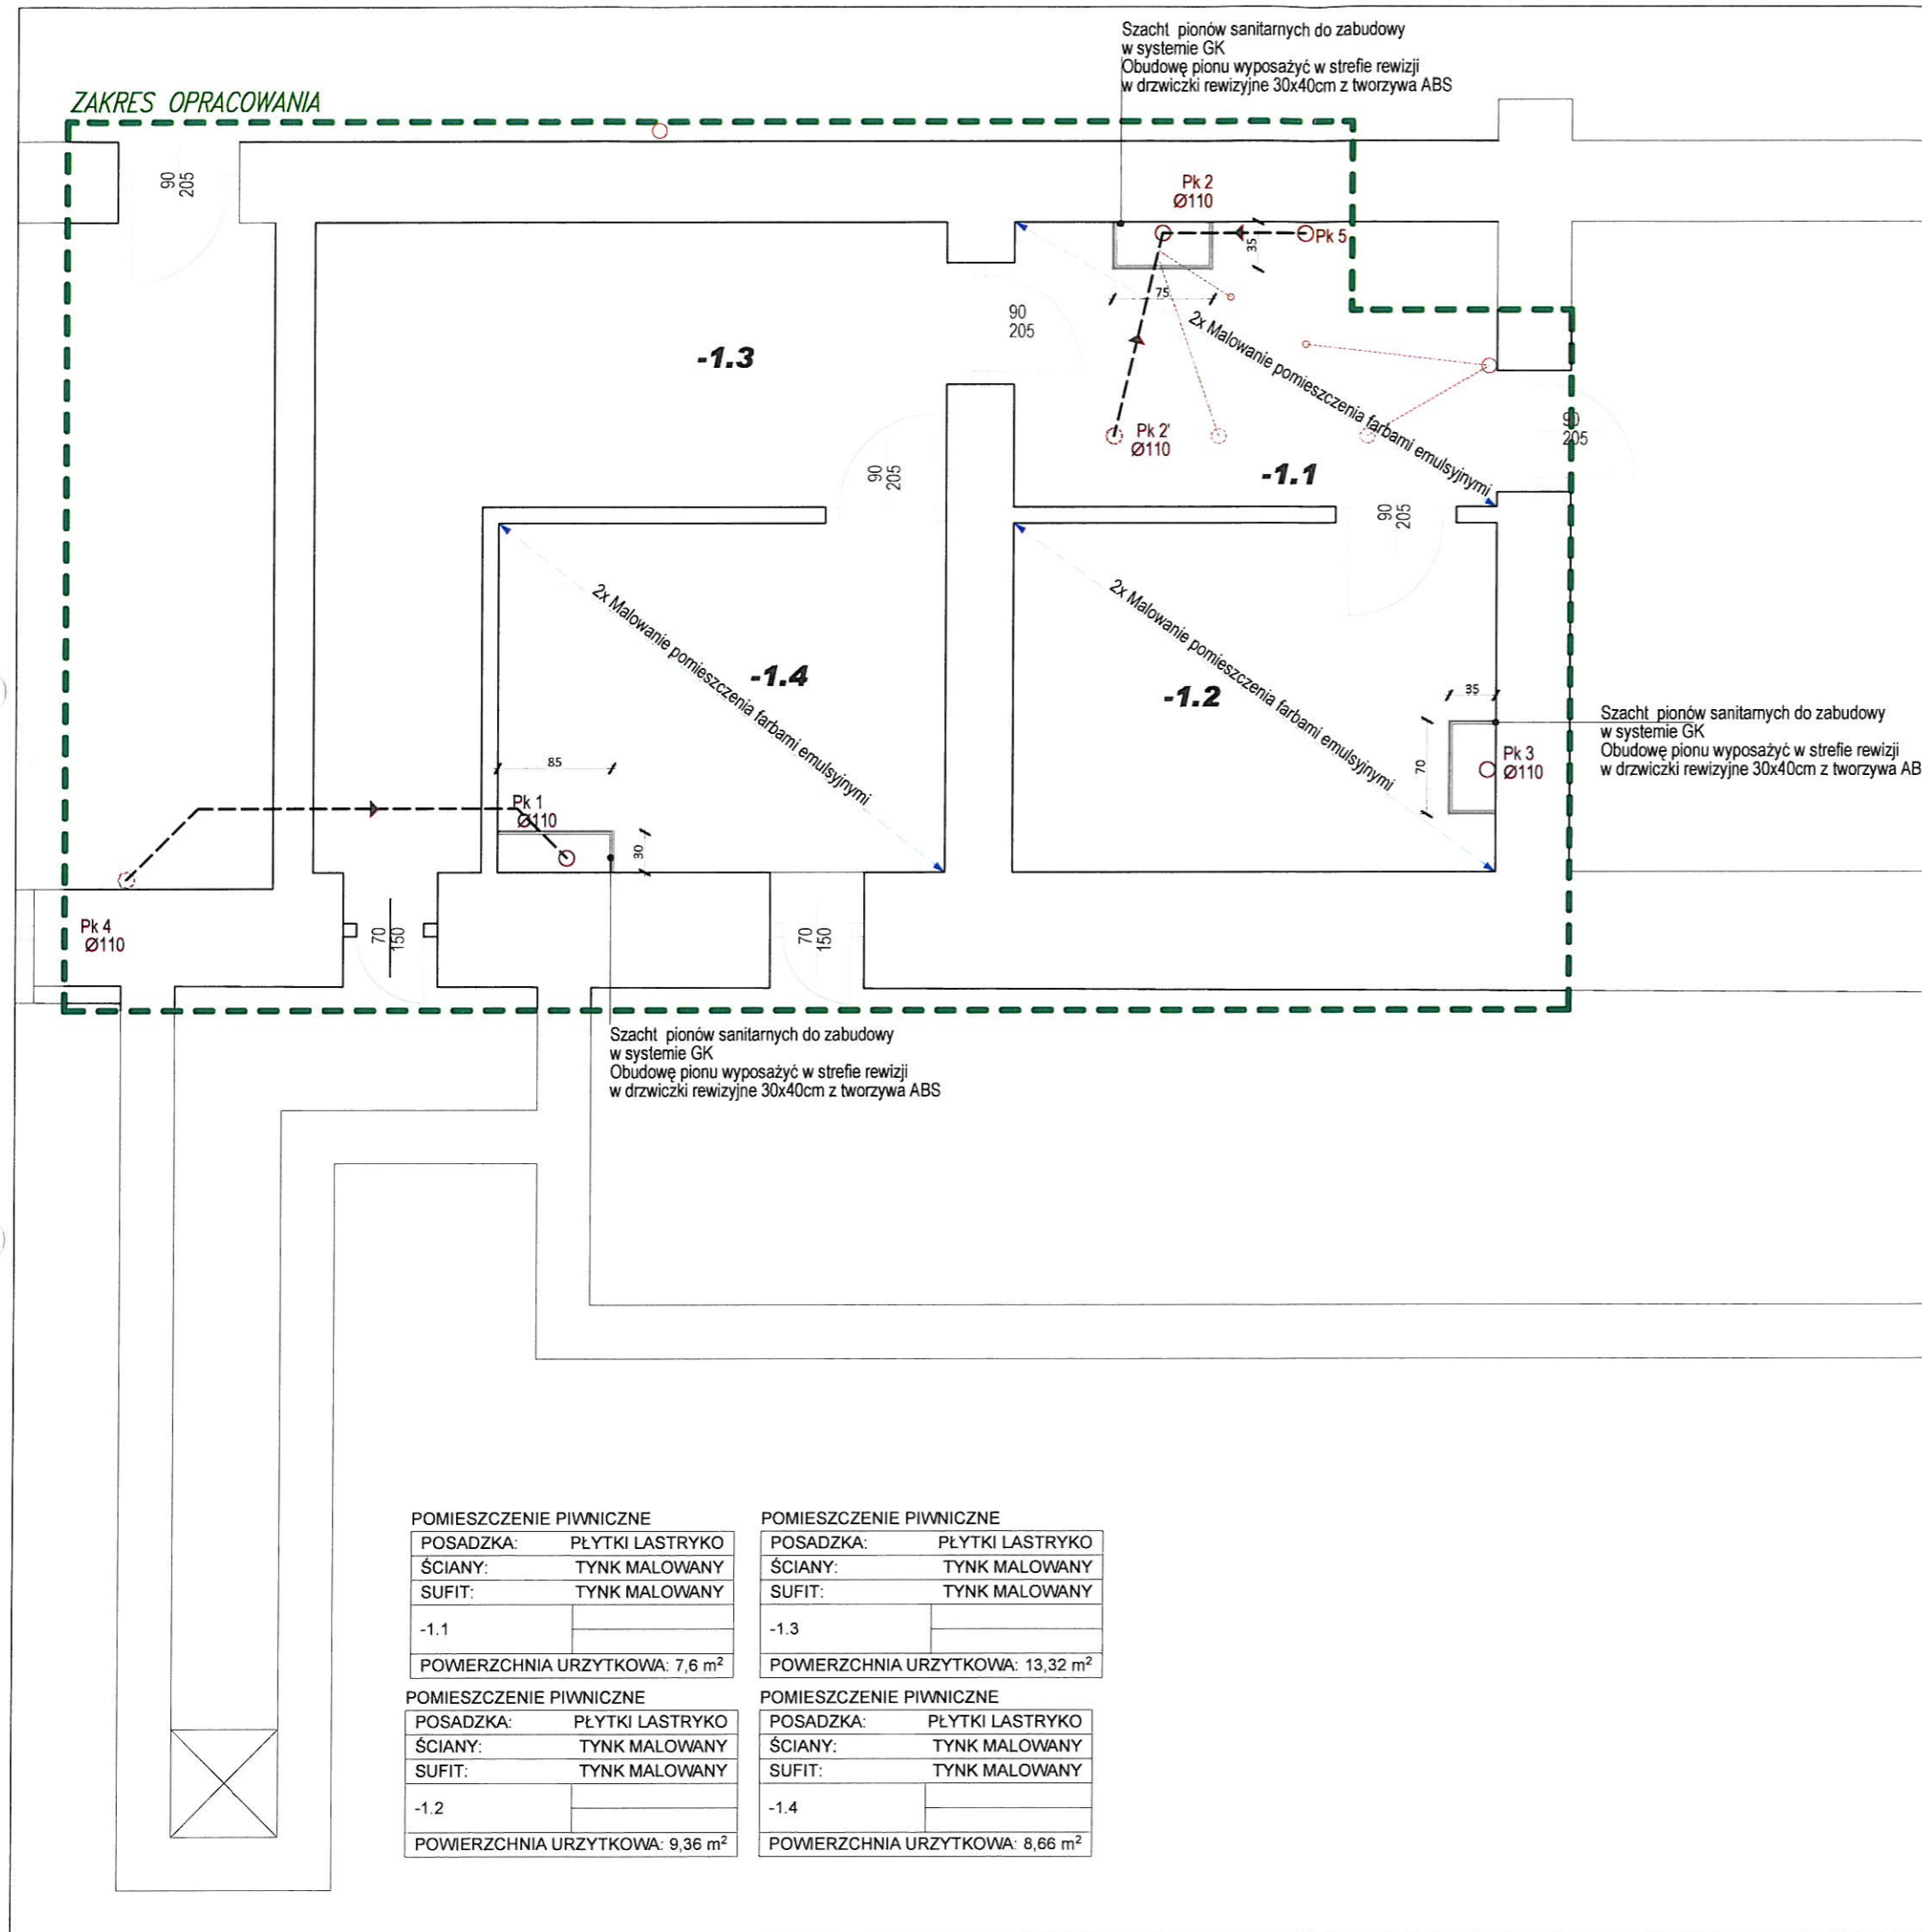 Szacht pionów sanitarnych do zabudowy
w systemie GK
Obudowę pionu wyposażyć w strefie rewizji
w drzwiczki rewizyjne 30x40cm z tworzywa ABS
ZAKRES OPRACOWANIA
90
205
Pk 2
Ø110
Pk 5
35
75
90
205
2x Malowanie pomieszczenia farbami emulsyjnymi
-1.3
Pk 2'
Ø110
90
205
-1.1
90
205
90
205
2x Malowanie pomieszczenia farbami emulsyjnymi
-1.4
2x Malowanie pomieszczenia farbami emulsyjnymi
-1.2
35
70
Pk 3
Ø110
Szacht pionów sanitarnych do zabudowy
w systemie GK
Obudowę pionu wyposażyć w strefie rewizji
w drzwiczki rewizyjne 30x40cm z tworzywa AB
85
Pk 1
Ø110
30
Pk 4
Ø110
70
150
70
150
Szacht pionów sanitarnych do zabudowy
w systemie GK
Obudowę pionu wyposażyć w strefie rewizji
w drzwiczki rewizyjne 30x40cm z tworzywa ABS
POMIESZCZENIE PIWNICZNE
POSADZKA: PŁYTKI LASTRYKO
ŚCIANY: TYNK MALOWANY
SUFIT: TYNK MALOWANY
-1.1
POWIERZCHNIA URZYTKOWA: 7,6 m²
POMIESZCZENIE PIWNICZNE
POSADZKA: PŁYTKI LASTRYKO
ŚCIANY: TYNK MALOWANY
SUFIT: TYNK MALOWANY
-1.3
POWIERZCHNIA URZYTKOWA: 13,32 m²
POMIESZCZENIE PIWNICZNE
POSADZKA: PŁYTKI LASTRYKO
ŚCIANY: TYNK MALOWANY
SUFIT: TYNK MALOWANY
-1.2
POWIERZCHNIA URZYTKOWA: 9,36 m²
POMIESZCZENIE PIWNICZNE
POSADZKA: PŁYTKI LASTRYKO
ŚCIANY: TYNK MALOWANY
SUFIT: TYNK MALOWANY
-1.4
POWIERZCHNIA URZYTKOWA: 8,66 m²